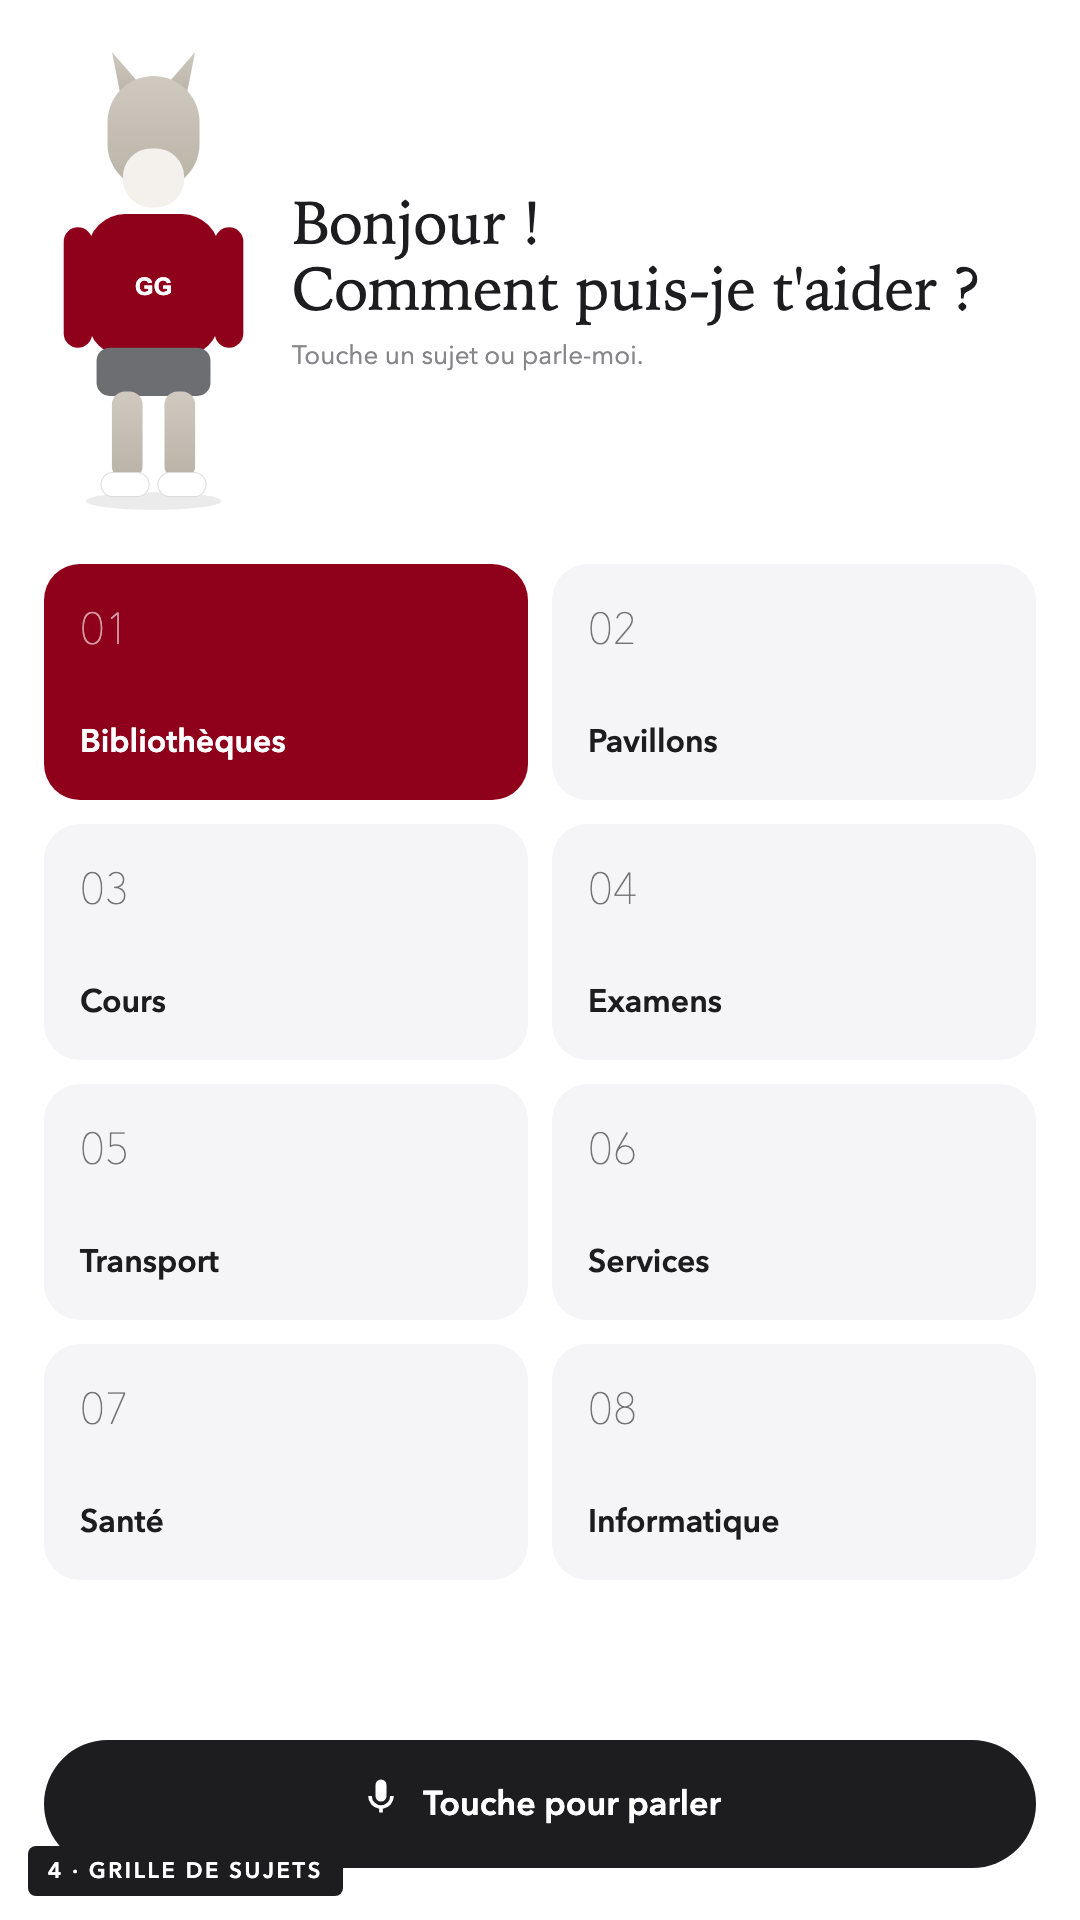 GG
Bonjour !
Comment puis-je t'aider ?
Touche un sujet ou parle-moi.
01
Bibliothèques
02
Pavillons
03
Cours
04
Examens
05
Transport
06
Services
07
Santé
08
Informatique
Touche pour parler
4 · GRILLE DE SUJETS